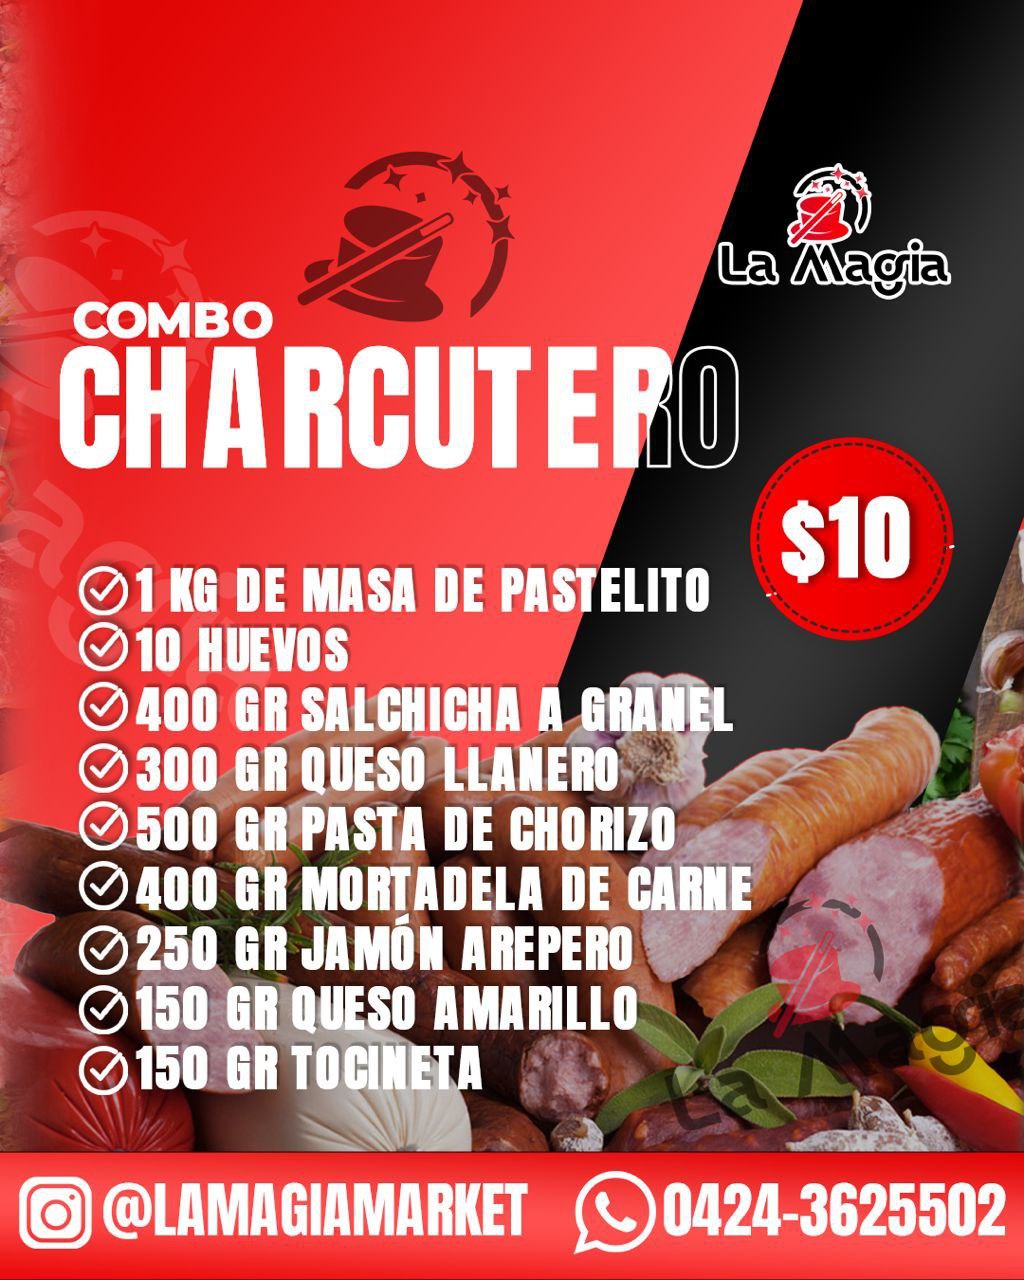 La Magia
COMBO
CHARCUTERO
$10
1 KG DE MASA DE PASTELITO
10 HUEVOS
400 GR SALCHICHA A GRANEL
300 GR QUESO LLANERO
500 GR PASTA DE CHORIZO
400 GR MORTADELA DE CARNE
250 GR JAMÓN AREPERO
150 GR QUESO AMARILLO
150 GR TOCINETA
La Magia
@LAMAGIAMARKET
0424-3625502